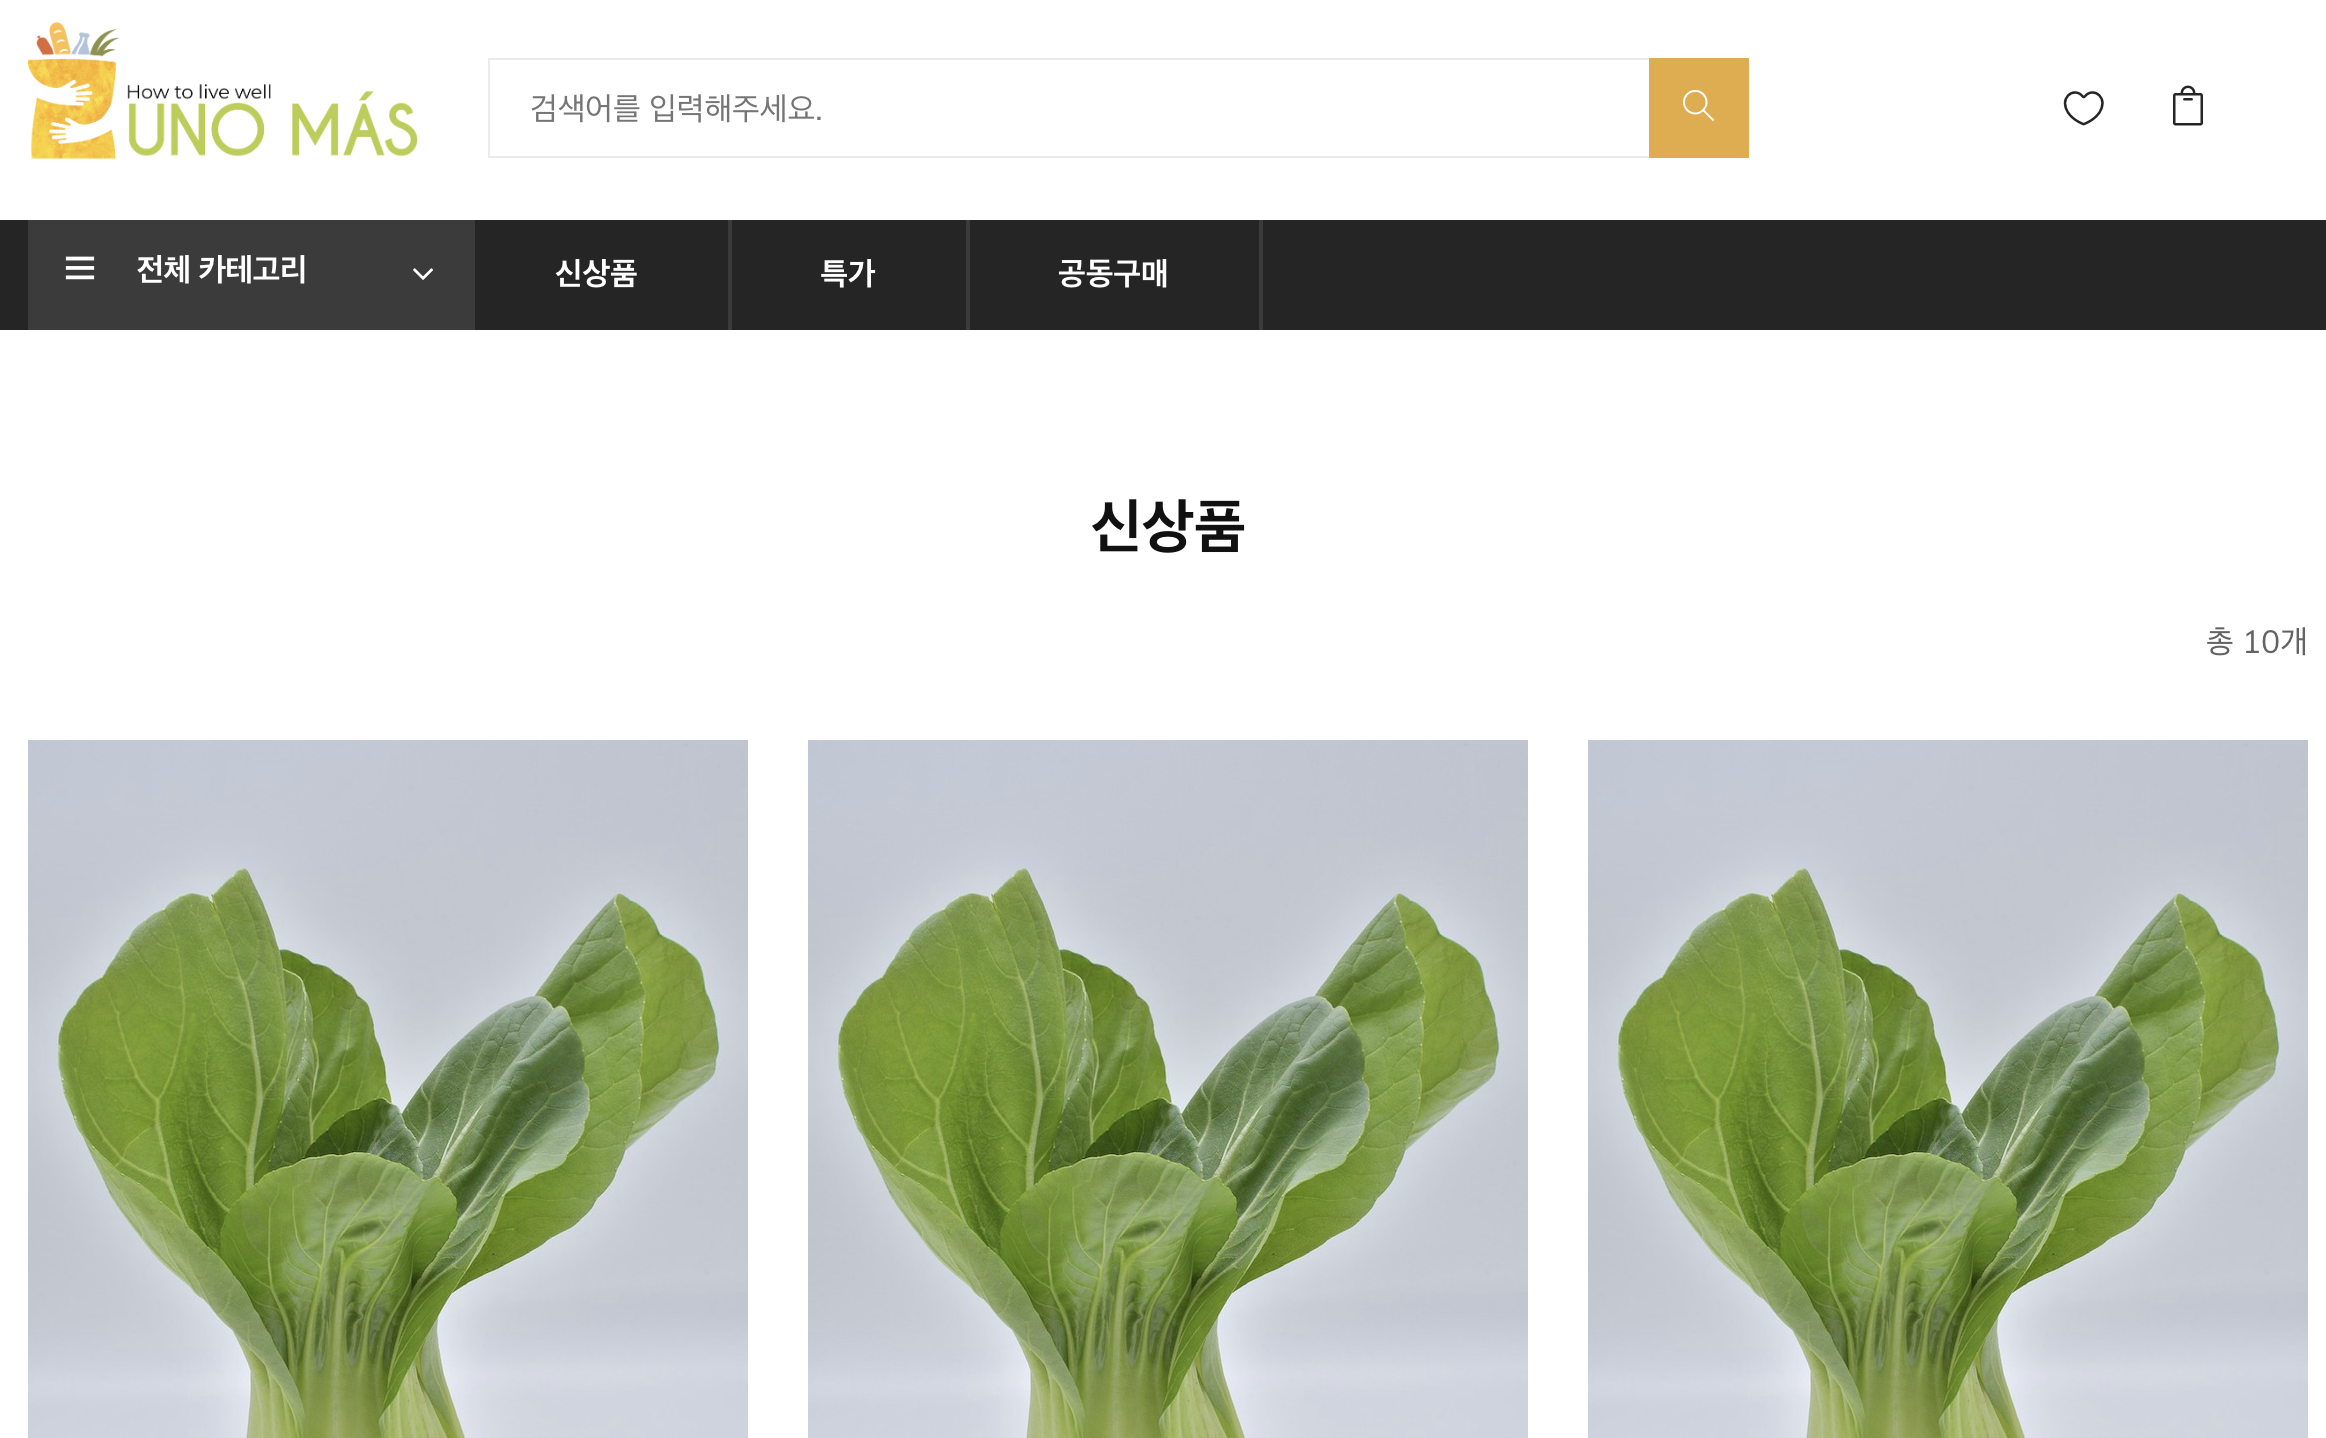 How to live well
UNO MÁS
검색어를 입력해주세요.
전체 카테고리
신상품
특가
공동구매
신상품
총 10개